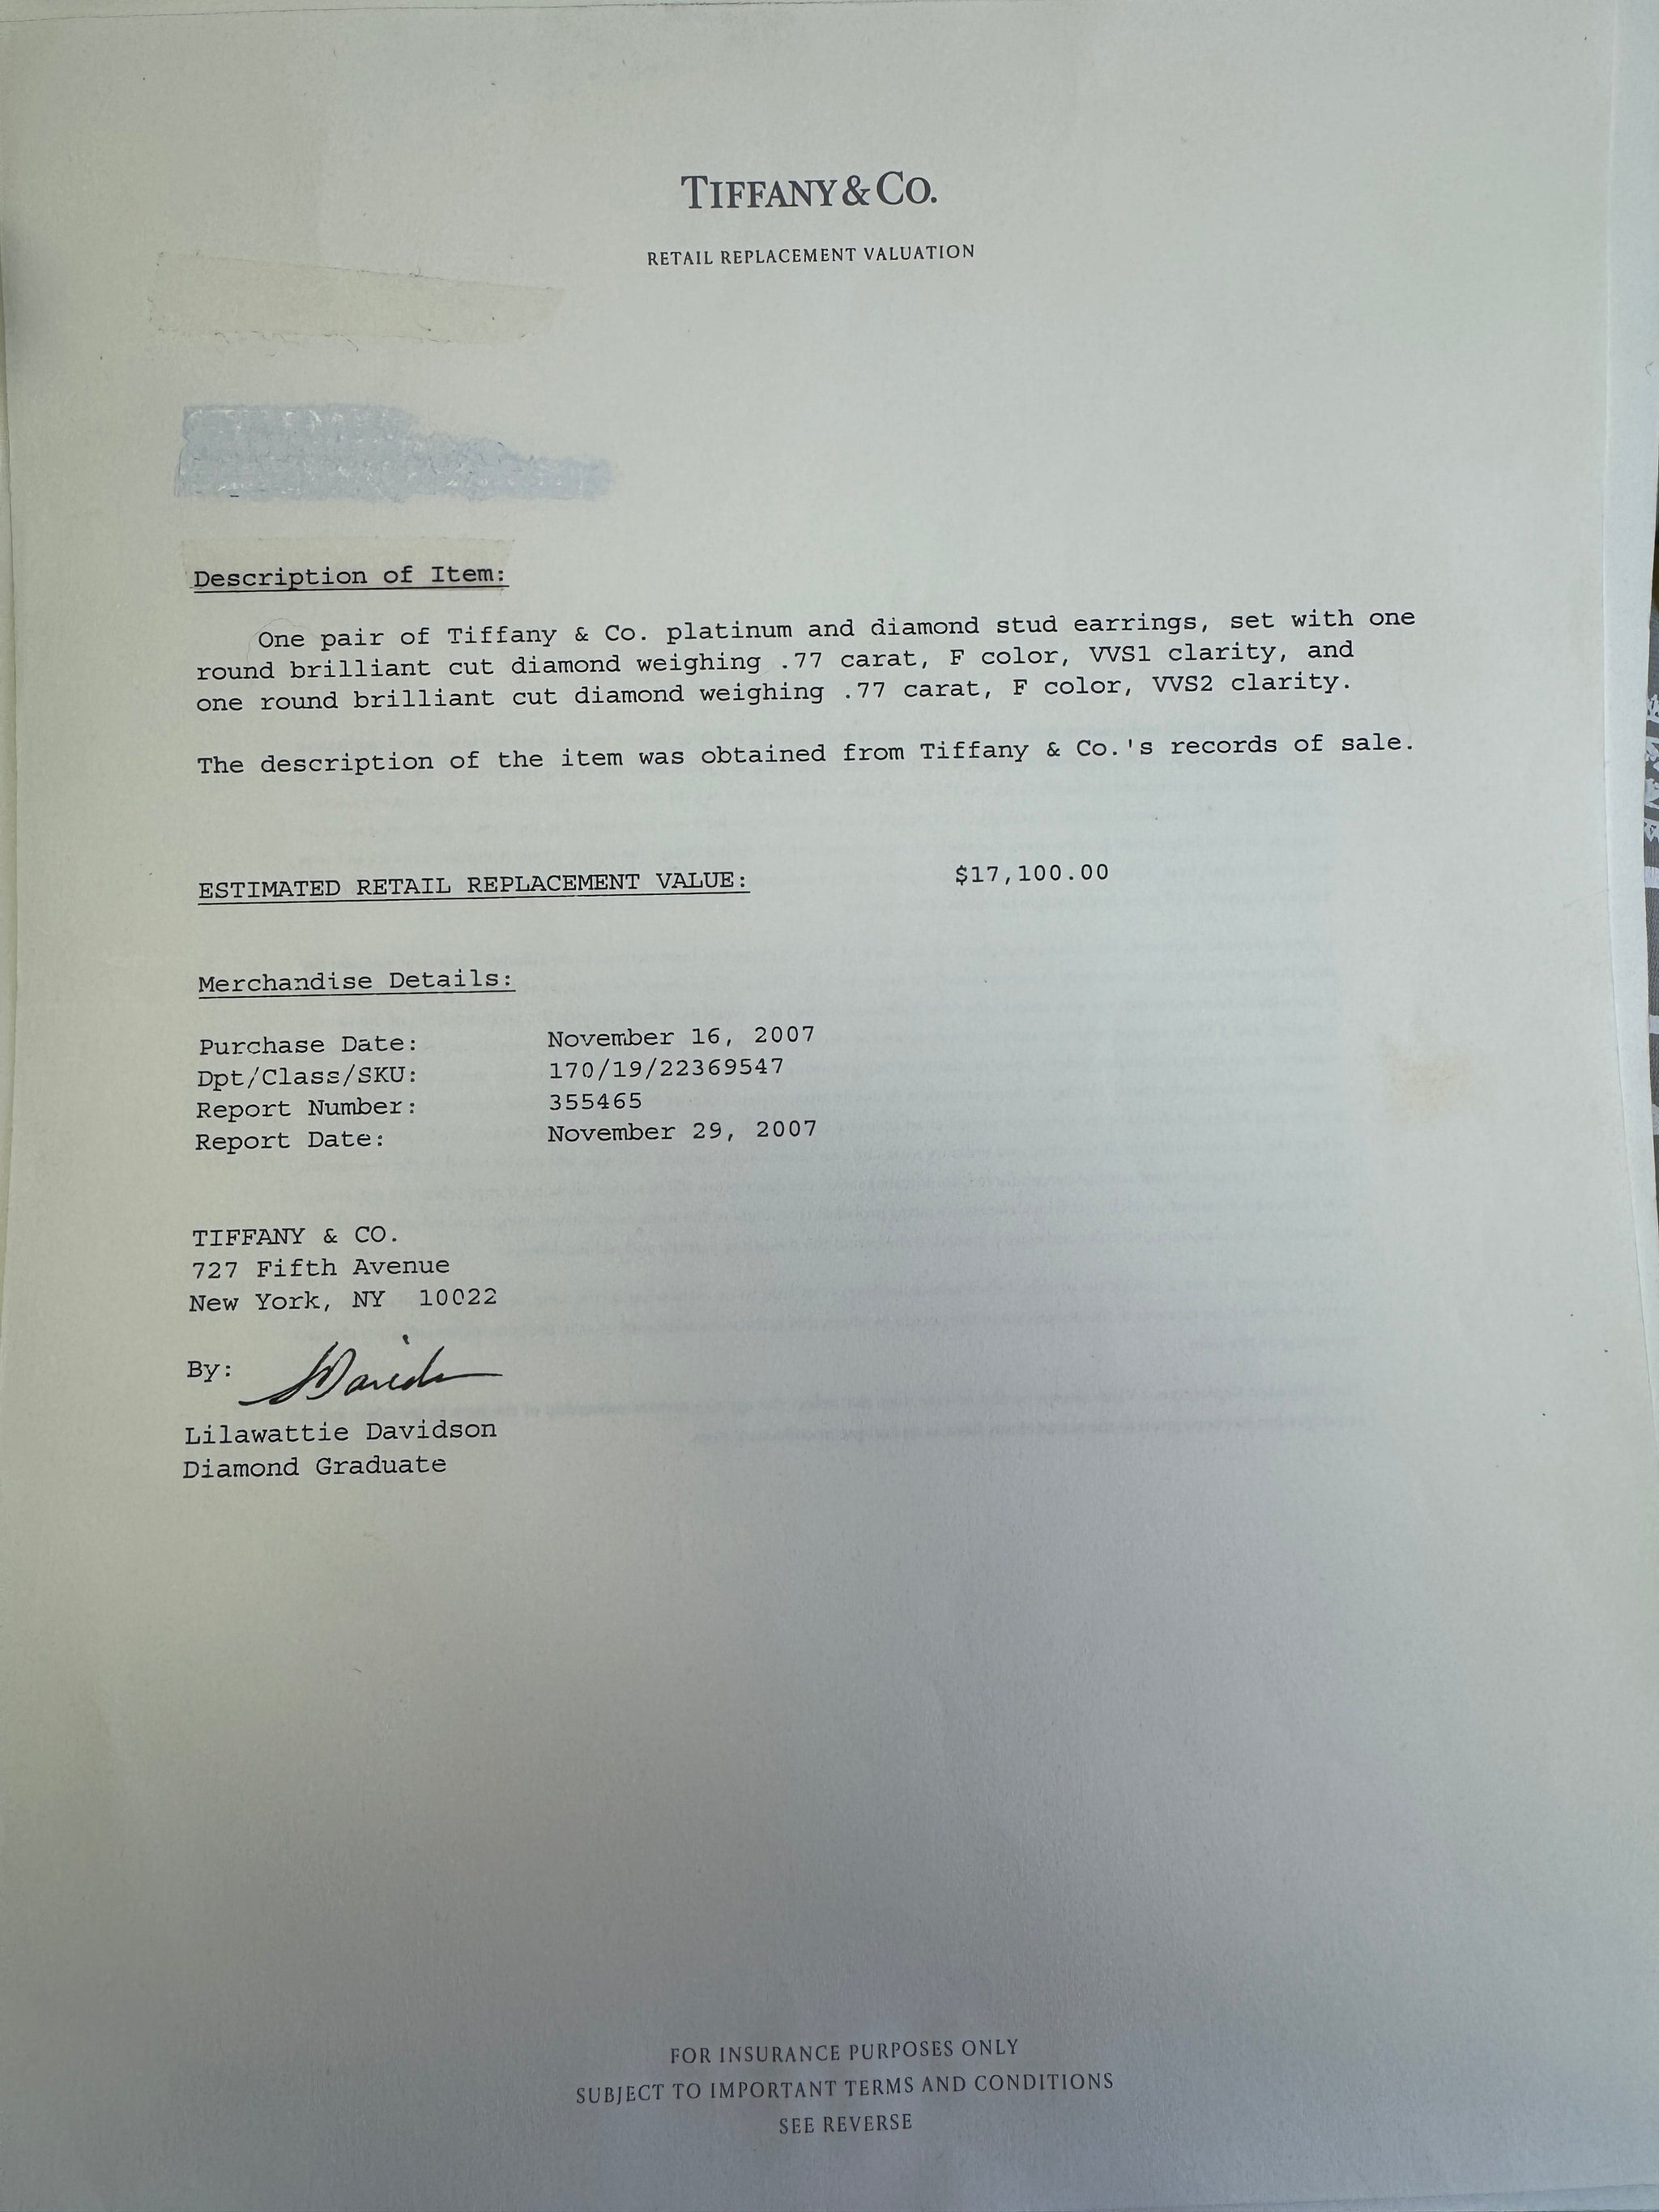 TIFFANY & CO.
RETAIL REPLACEMENT VALUATION
Description of Item:
One pair of Tiffany & Co. platinum and diamond stud earrings, set with one
round brilliant cut diamond weighing .77 carat, F color, VVS1 clarity, and
one round brilliant cut diamond weighing .77 carat, F color, VVS2 clarity.
The description of the item was obtained from Tiffany & Co.'s records of sale.
ESTIMATED RETAIL REPLACEMENT VALUE: $17,100.00
Merchandise Details:
Purchase Date: November 16, 2007
Dpt/Class/SKU: 170/19/22369547
Report Number: 355465
Report Date: November 29, 2007
TIFFANY & CO.
727 Fifth Avenue
New York, NY 10022
By:
Lilawattie Davidson
Diamond Graduate
FOR INSURANCE PURPOSES ONLY
SUBJECT TO IMPORTANT TERMS AND CONDITIONS
SEE REVERSE